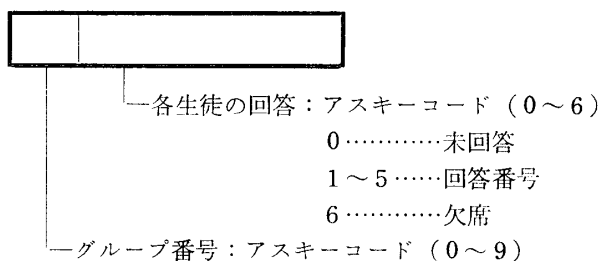 各生徒の回答：アスキーコード（0～6）
0…………未回答
1～5……回答番号
6…………欠席
グループ番号：アスキーコード（0～9）